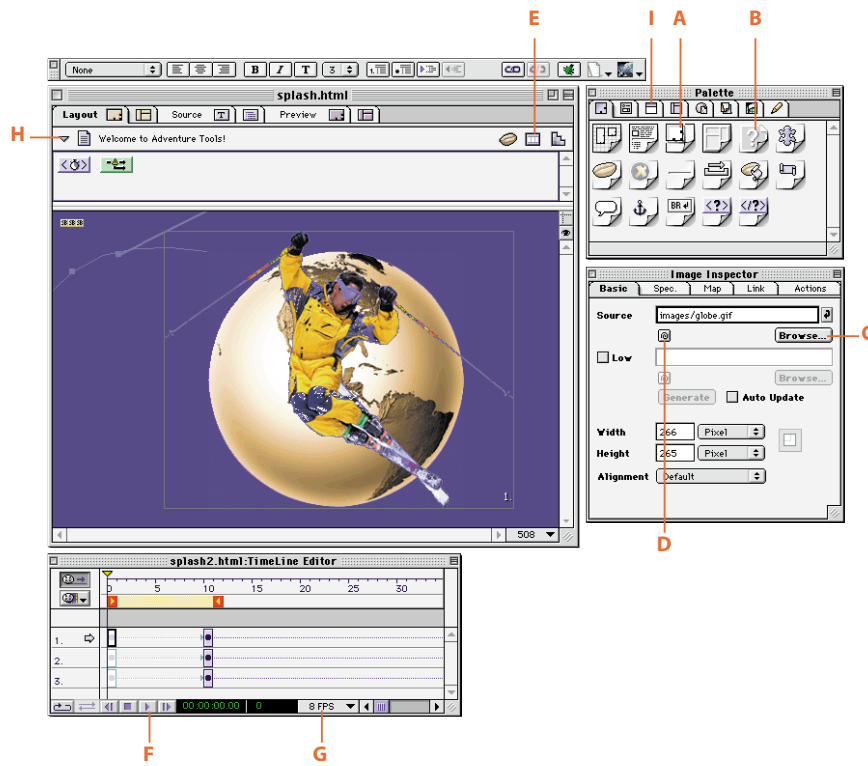 E I A B
None B I T 3 1.
splash.html
Layout Source T Preview
H
Welcome to Adventure Tools!
1.
508
Palette
?
BR
<?> </?>
Image Inspector
Basic Spec. Map Link Actions
Source images/globe.gif
Browse...
C
Low
Browse...
Generate Auto Update
Width 266 Pixel
Height 265 Pixel
Alignment Default
D
splash2.html:TimeLine Editor
0 5 10 15 20 25 30
1.
2.
3.
00:00:00.00 0 8 FPS
F G